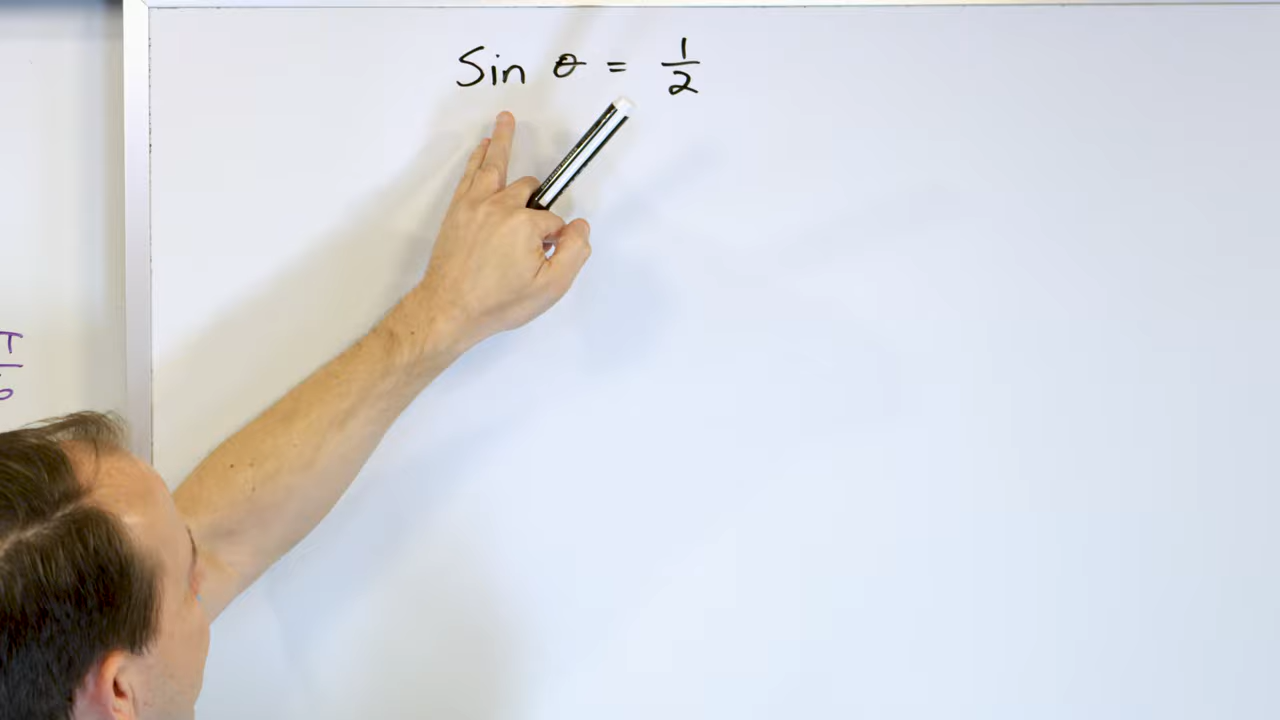 Sin θ = 1/2